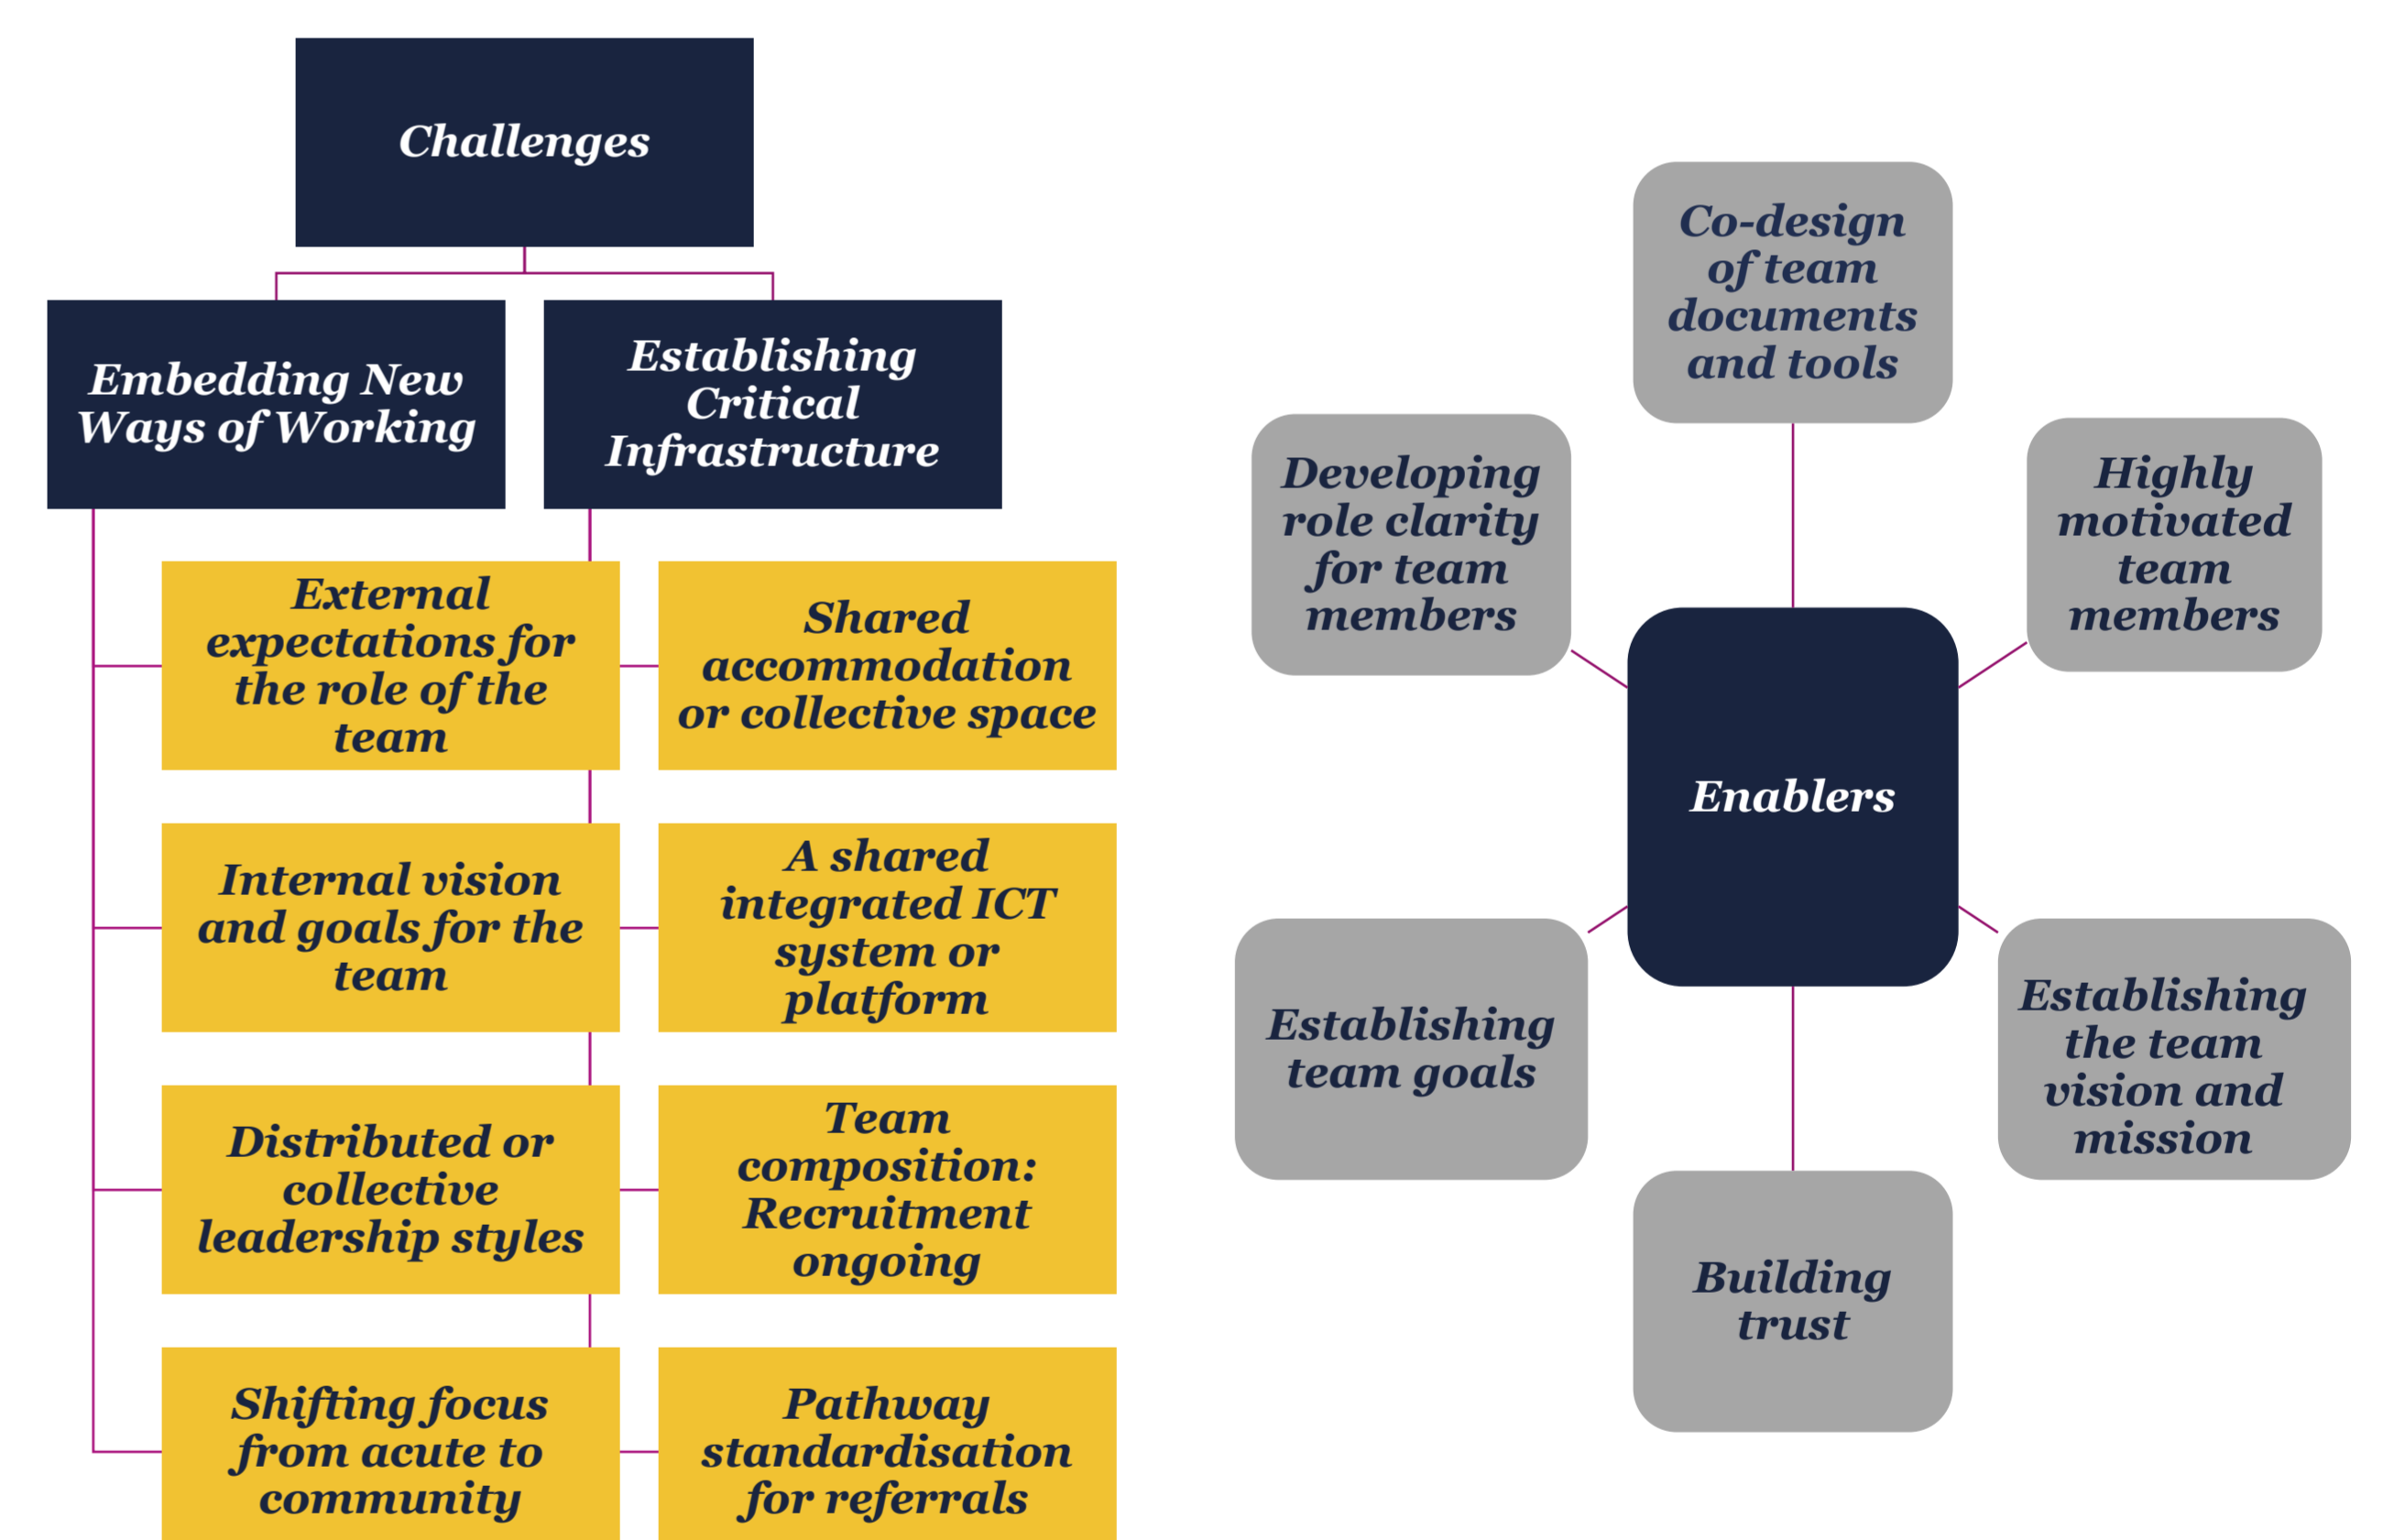 Challenges
Embedding New
Ways of Working
Establishing
Critical
Infrastructure
External
expectations for
the role of the
team
Internal vision
and goals for the
team
Distributed or
collective
leadership styles
Shifting focus
from acute to
community
Shared
accommodation
or collective space
A shared
integrated ICT
system or
platform
Team
composition:
Recruitment
ongoing
Pathway
standardisation
for referrals
Enablers
Co-design
of team
documents
and tools
Highly
motivated
team
members
Establishing
the team
vision and
mission
Building
trust
Establishing
team goals
Developing
role clarity
for team
members